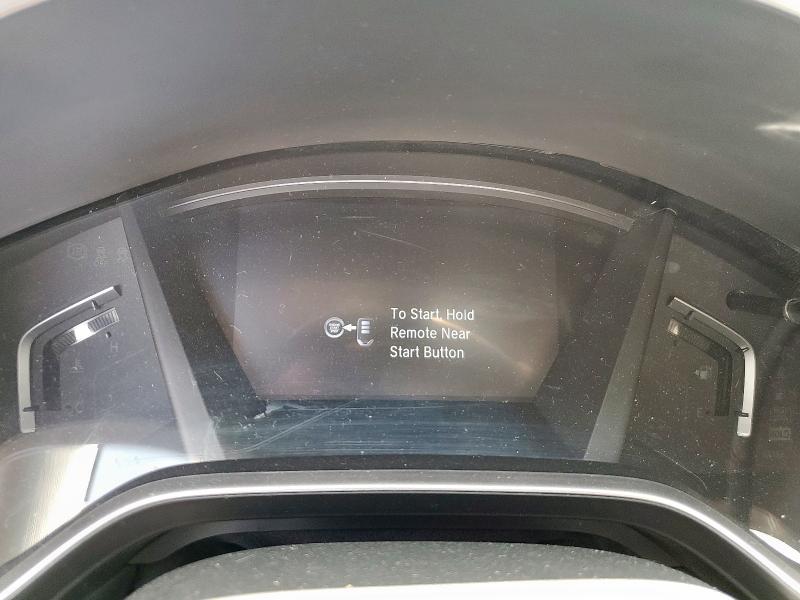 To Start, Hold
Remote Near
Start Button